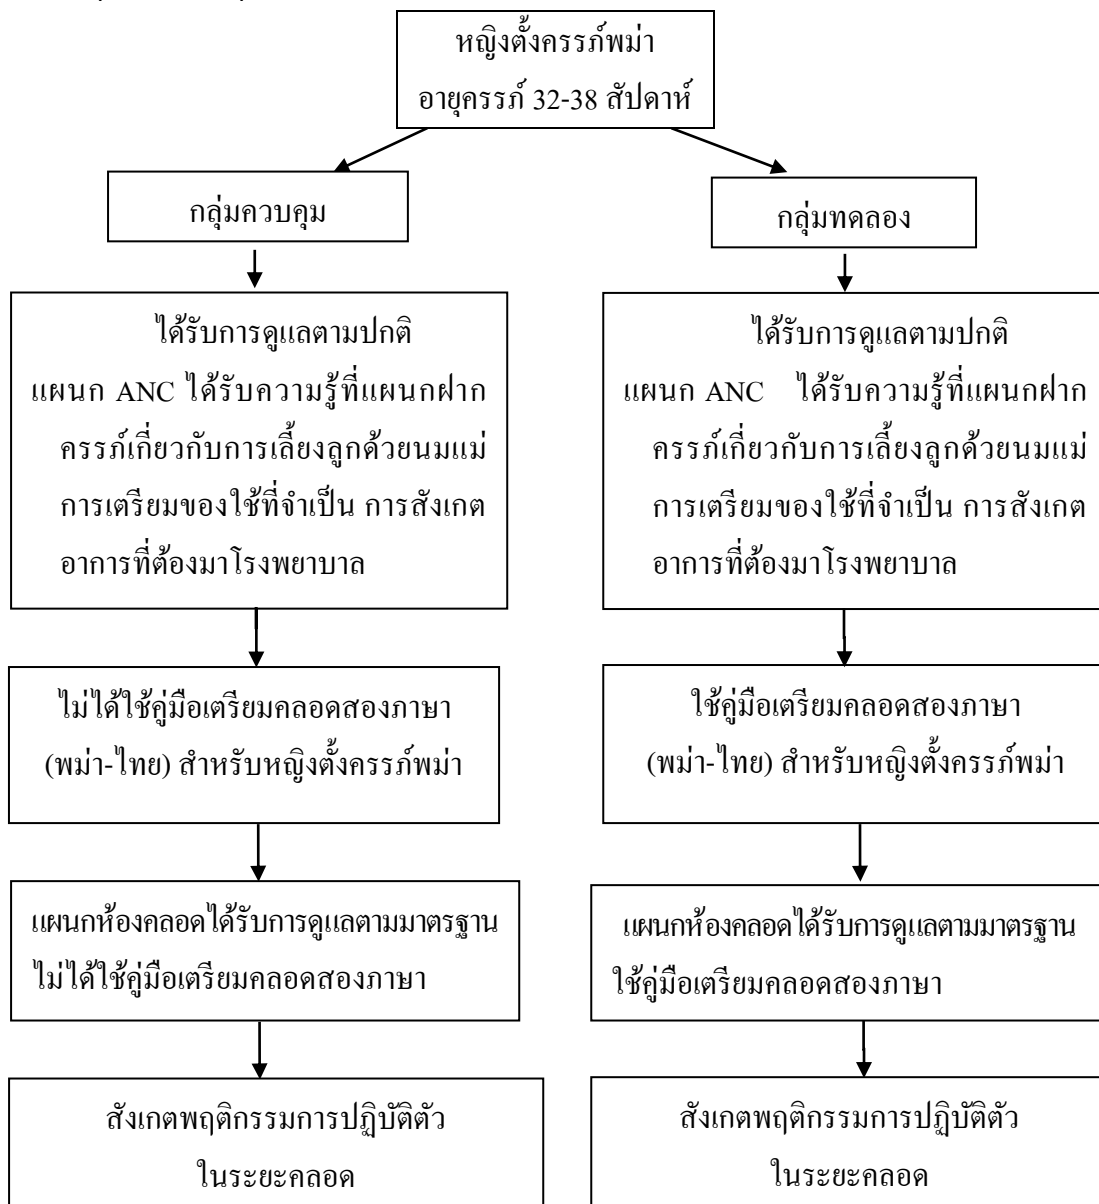 หญิงตั้งครรภ์พม่า
อายุครรภ์ 32-38 สัปดาห์
กลุ่มควบคุม
กลุ่มทดลอง
ได้รับการดูแลตามปกติ
แผนก ANC ได้รับความรู้ที่แผนกฝาก
ครรภ์เกี่ยวกับการเลี้ยงลูกด้วยนมแม่
การเตรียมของใช้ที่จำเป็น การสังเกต
อาการที่ต้องมาโรงพยาบาล
ได้รับการดูแลตามปกติ
แผนก ANC ได้รับความรู้ที่แผนกฝาก
ครรภ์เกี่ยวกับการเลี้ยงลูกด้วยนมแม่
การเตรียมของใช้ที่จำเป็น การสังเกต
อาการที่ต้องมาโรงพยาบาล
ไม่ได้ใช้คู่มือเตรียมคลอดสองภาษา
(พม่า-ไทย) สำหรับหญิงตั้งครรภ์พม่า
ใช้คู่มือเตรียมคลอดสองภาษา
(พม่า-ไทย) สำหรับหญิงตั้งครรภ์พม่า
แผนกห้องคลอดได้รับการดูแลตามมาตรฐาน
ไม่ได้ใช้คู่มือเตรียมคลอดสองภาษา
แผนกห้องคลอดได้รับการดูแลตามมาตรฐาน
ใช้คู่มือเตรียมคลอดสองภาษา
สังเกตพฤติกรรมการปฏิบัติตัว
ในระยะคลอด
สังเกตพฤติกรรมการปฏิบัติตัว
ในระยะคลอด